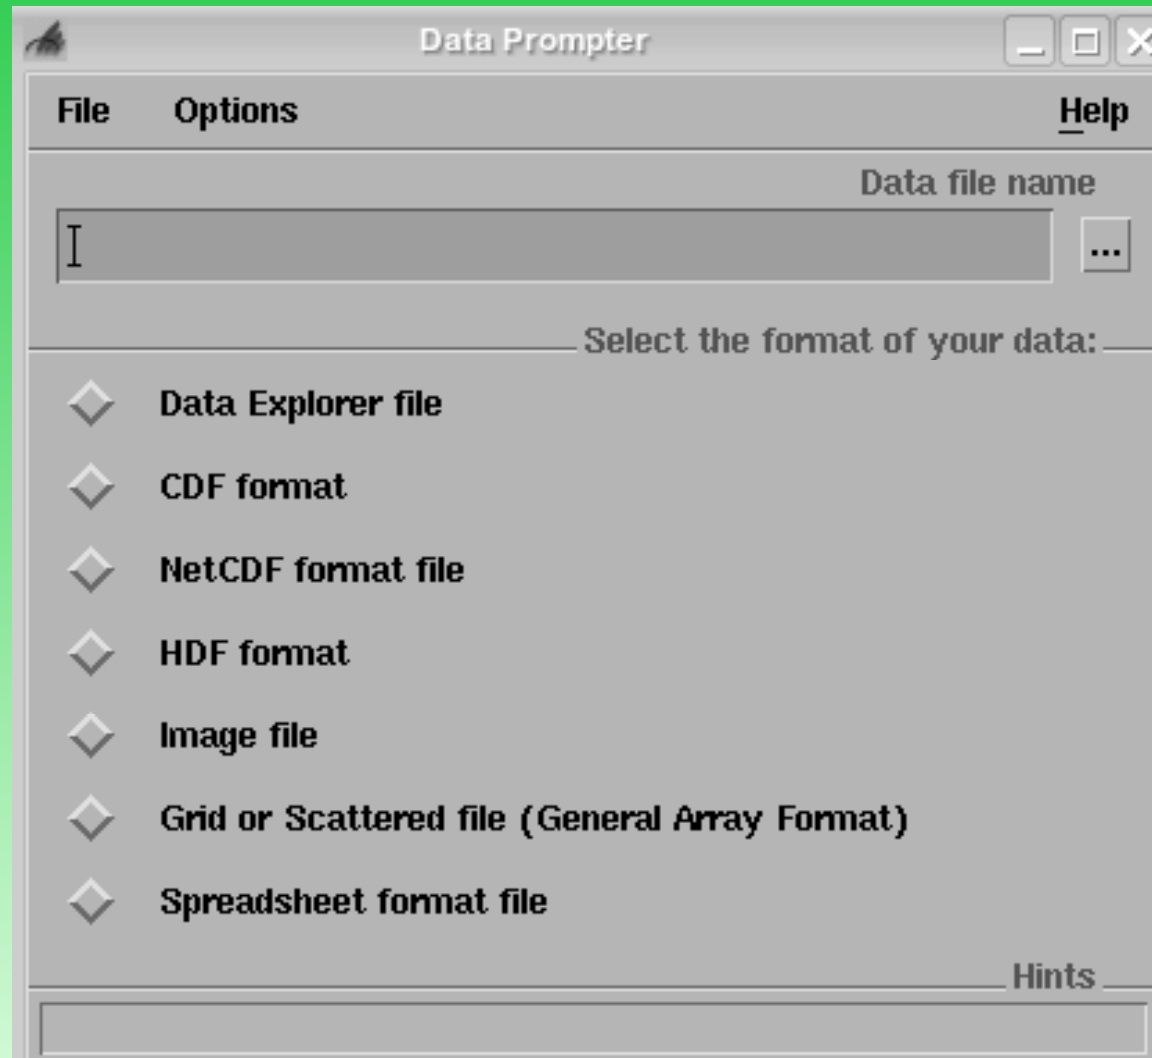 Data Prompter
File Options Help
Data file name
...
Select the format of your data:
Data Explorer file
CDF format
NetCDF format file
HDF format
Image file
Grid or Scattered file (General Array Format)
Spreadsheet format file
Hints